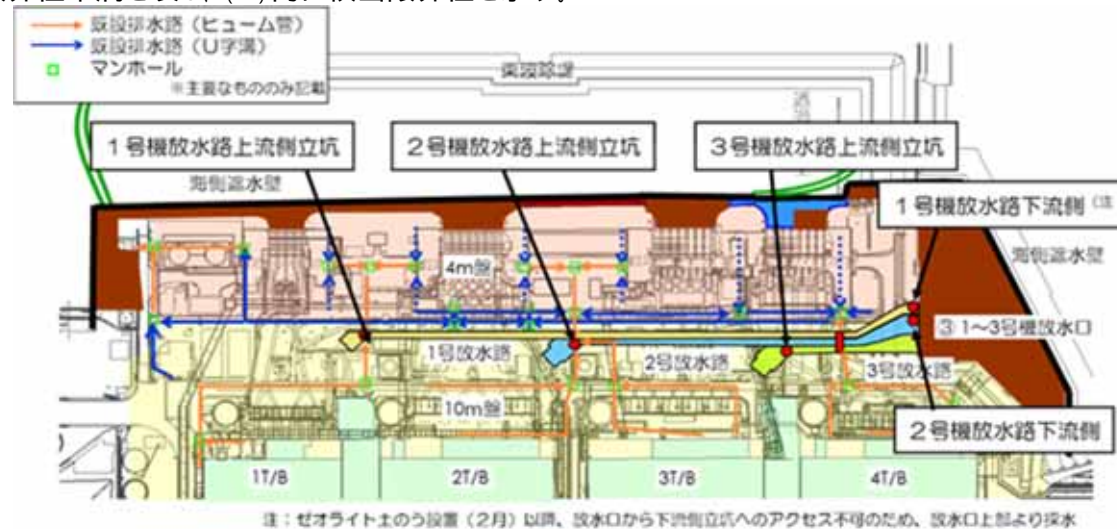 既設排水路（ヒューム管）
既設排水路（U字溝）
マンホール
※主要なもののみ記載
東波除堤
1号機放水路上流側立坑
2号機放水路上流側立坑
3号機放水路上流側立坑
海側遮水壁
1号機放水路下流側（注
海側遮水壁
4m盤
③1～3号機放水口
1号放水路
2号放水路
3号放水路
10m盤
2号機放水路下流側
1T/B
2T/B
3T/B
4T/B
注：ゼオライト土のう設置（2月）以降、放水口から下流側立坑へのアクセス不可のため、放水口上部より採水